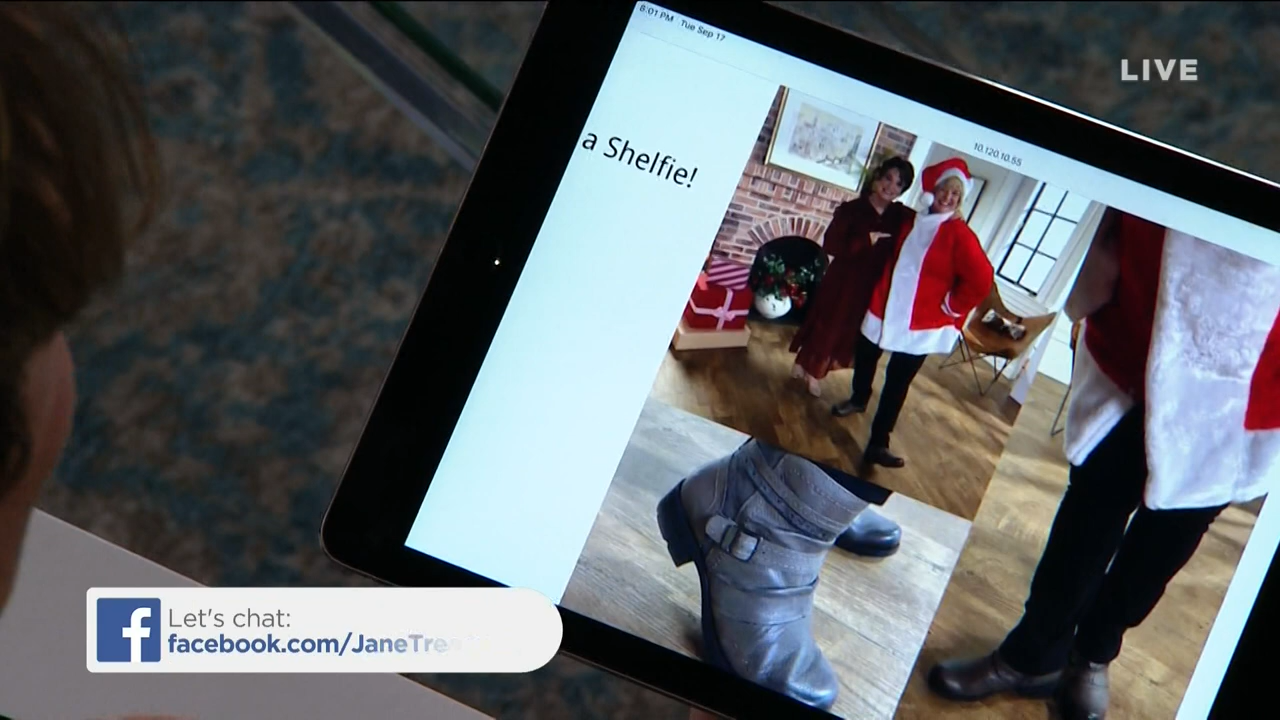 8:01 PM Tue Sep 17
LIVE
10.120.10.55
a Shelfie!
f
Let's chat:
facebook.com/JaneTre